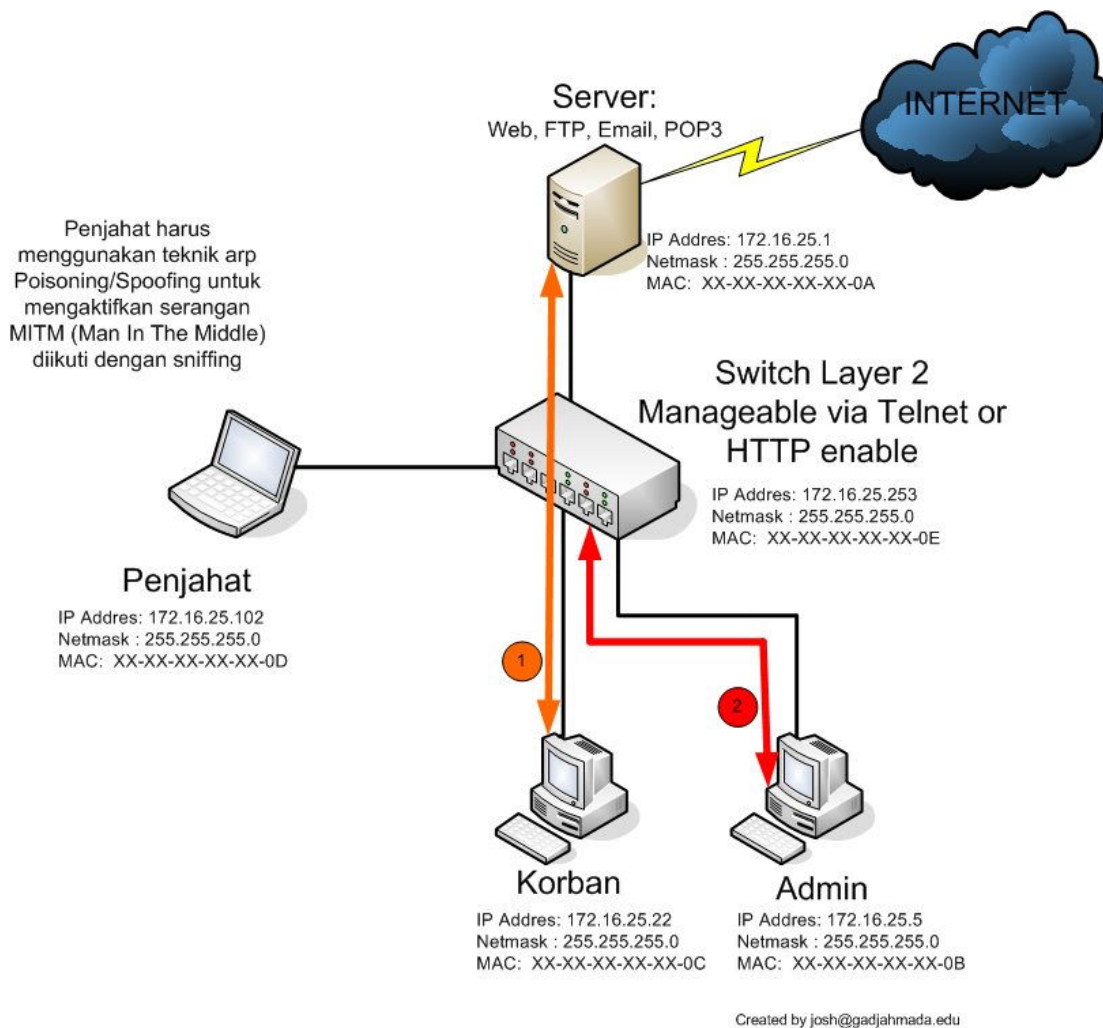 INTERNET
Server:
Web, FTP, Email, POP3
IP Addres: 172.16.25.1
Netmask : 255.255.255.0
MAC: XX-XX-XX-XX-XX-0A
Penjahat harus
menggunakan teknik arp
Poisoning/Spoofing untuk
mengaktifkan serangan
MITM (Man In The Middle)
diikuti dengan sniffing
Switch Layer 2
Manageable via Telnet or
HTTP enable
IP Addres: 172.16.25.253
Netmask : 255.255.255.0
MAC: XX-XX-XX-XX-XX-0E
Penjahat
IP Addres: 172.16.25.102
Netmask : 255.255.255.0
MAC: XX-XX-XX-XX-XX-0D
1
2
Korban
IP Addres: 172.16.25.22
Netmask : 255.255.255.0
MAC: XX-XX-XX-XX-XX-0C
Admin
IP Addres: 172.16.25.5
Netmask : 255.255.255.0
MAC: XX-XX-XX-XX-XX-0B
Created by josh@gadjahmada.edu